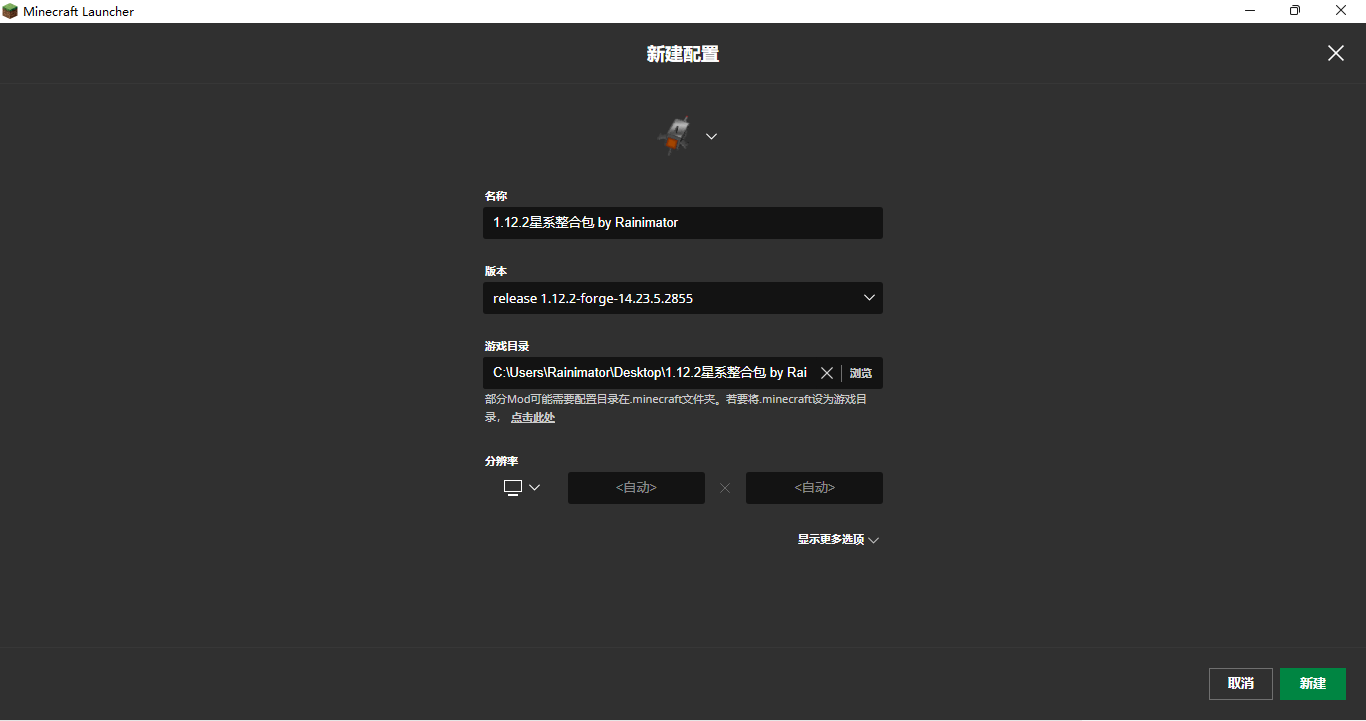 Minecraft Launcher
新建配置
名称
1.12.2星系整合包 by Rainimator
版本
release 1.12.2-forge-14.23.5.2855
游戏目录
C:\Users\Rainimator\Desktop\1.12.2星系整合包 by Rai
浏览
部分Mod可能需要配置目录在.minecraft文件夹。若要将.minecraft设为游戏目
录， 点击此处
分辨率
<自动> <自动>
显示更多选项
取消 新建